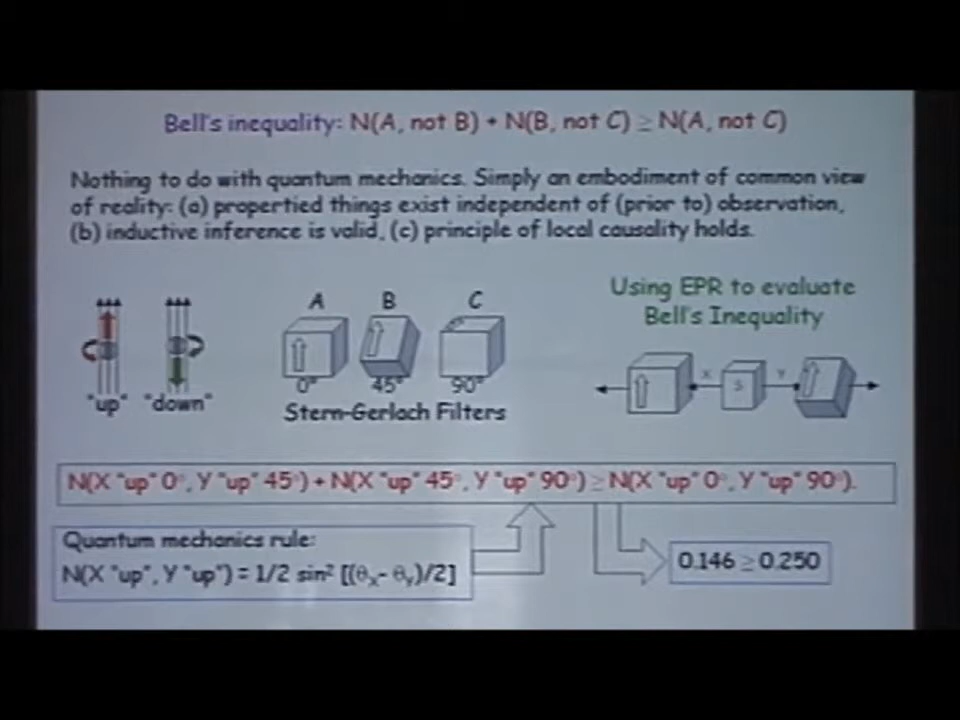 Bell's inequality: N(A, not B) + N(B, not C) ≥ N(A, not C)
Nothing to do with quantum mechanics. Simply an embodiment of common view
of reality: (a) propertied things exist independent of (prior to) observation,
(b) inductive inference is valid, (c) principle of local causality holds.
A B C
0° 45° 90°
Stern-Gerlach Filters
"up" "down"
Using EPR to evaluate
Bell's Inequality
X S Y
N(X "up" 0°, Y "up" 45°) + N(X "up" 45°, Y "up" 90°) ≥ N(X "up" 0°, Y "up" 90°).
Quantum mechanics rule:
N(X "up", Y "up") = 1/2 sin² [(θx- θy)/2]
0.146 ≥ 0.250